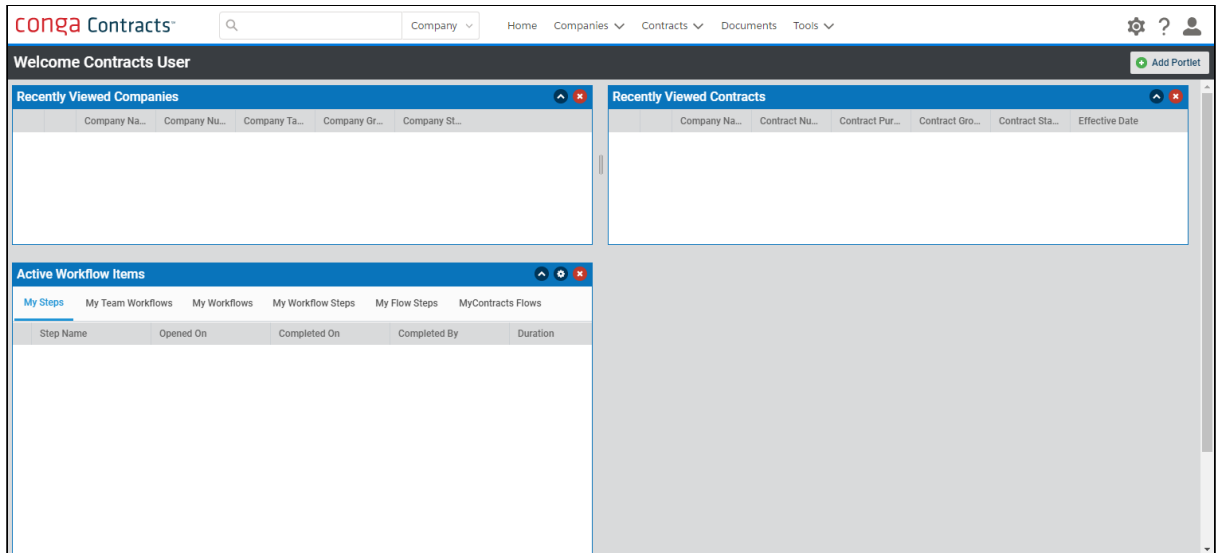 conga Contracts™ Company Home Companies Contracts Documents Tools ?
Welcome Contracts User Add Portlet
Recently Viewed Companies
Company Na... Company Nu... Company Ta... Company Gr... Company St...
Recently Viewed Contracts
Company Na... Contract Nu... Contract Pur... Contract Gro... Contract Sta... Effective Date
Active Workflow Items
My Steps My Team Workflows My Workflows My Workflow Steps My Flow Steps MyContracts Flows
Step Name Opened On Completed On Completed By Duration